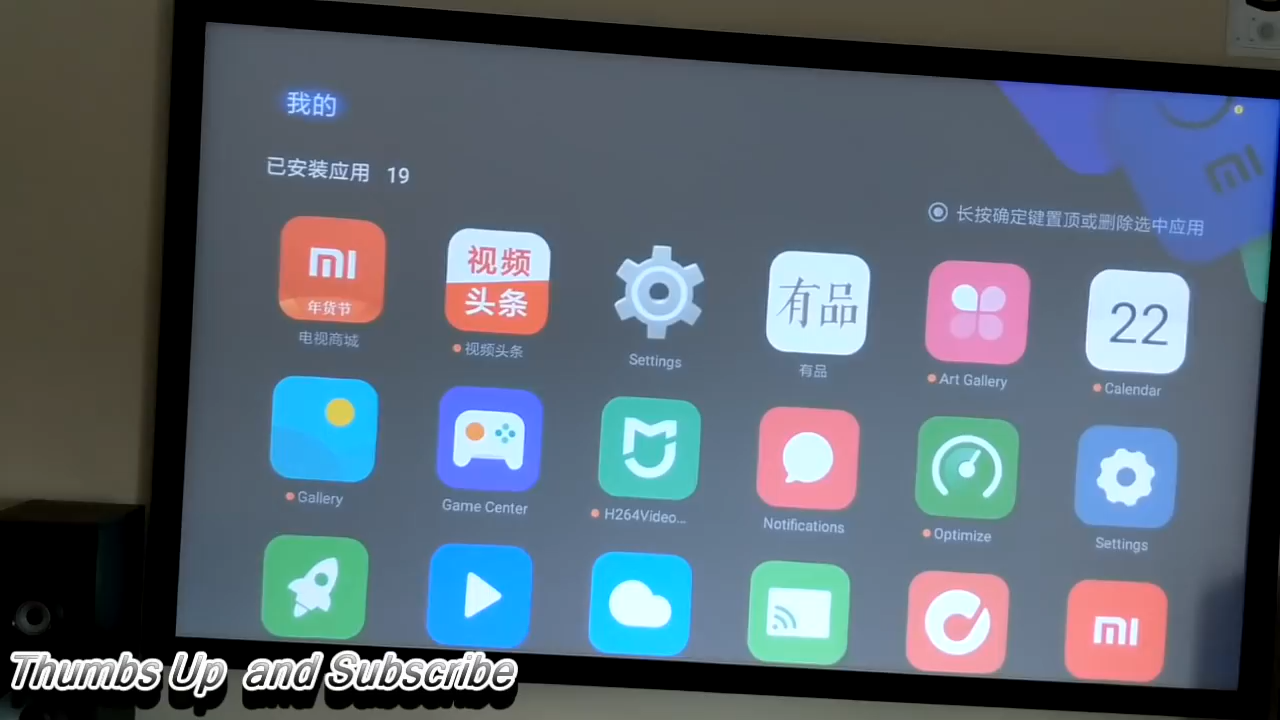 我的
已安装应用 19
长按确定键置顶或删除选中应用
mi
mi
年货节
电视商城
视频
头条
视频头条
Settings
有品
有品
Art Gallery
22
Calendar
Gallery
Game Center
H264Video...
Notifications
Optimize
Settings
mi
Thumbs Up and Subscribe